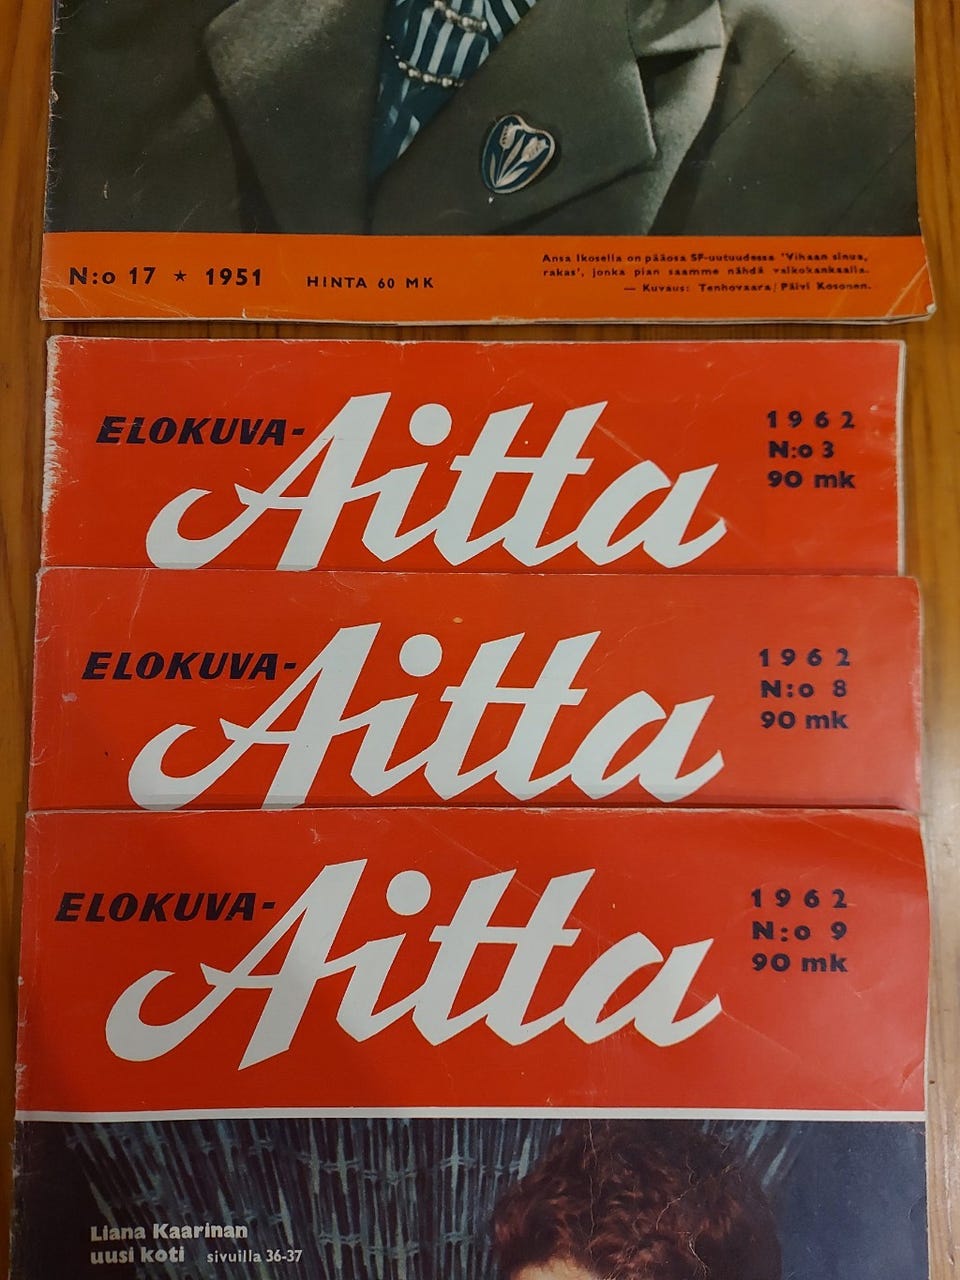 N:o 17 ★ 1951
HINTA 60 MK
Ansa Ikosella on pääosa SF-uutuudessa 'Vihaan sinua,
rakas', jonka pian saamme nähdä valkokankaalla.
— Kuvaus: Tenhovaara/Päivi Kosonen.
ELOKUVA-
Aitta
1962
N:o 3
90 mk
ELOKUVA-
Aitta
1962
N:o 8
90 mk
ELOKUVA-
Aitta
1962
N:o 9
90 mk
Liana Kaarinan
uusi koti sivuilla 36-37